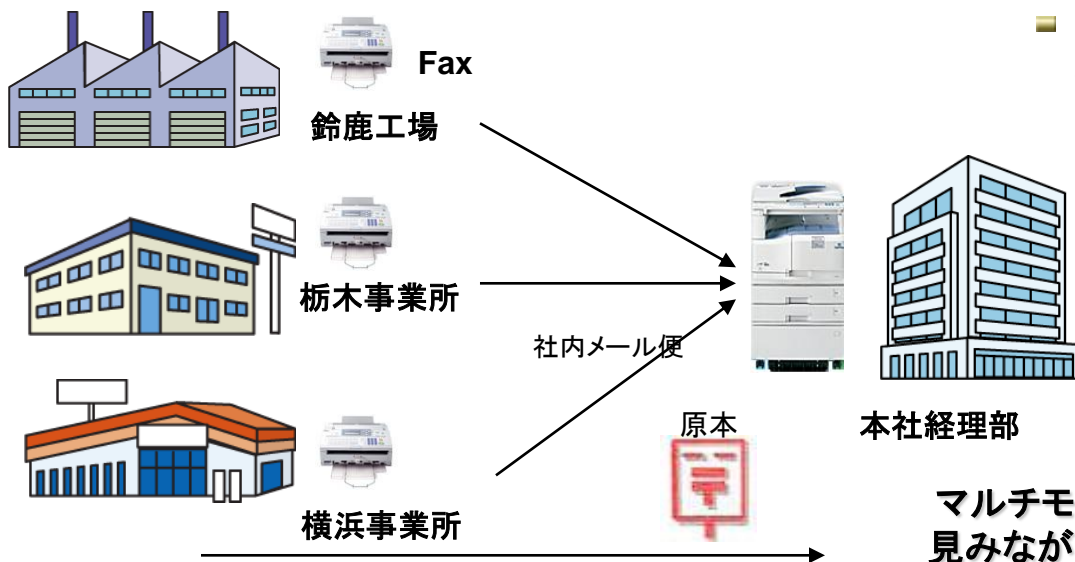 Fax
鈴鹿工場
栃木事業所
社内メール便
原本
本社経理部
横浜事業所
マルチモ
見みなが